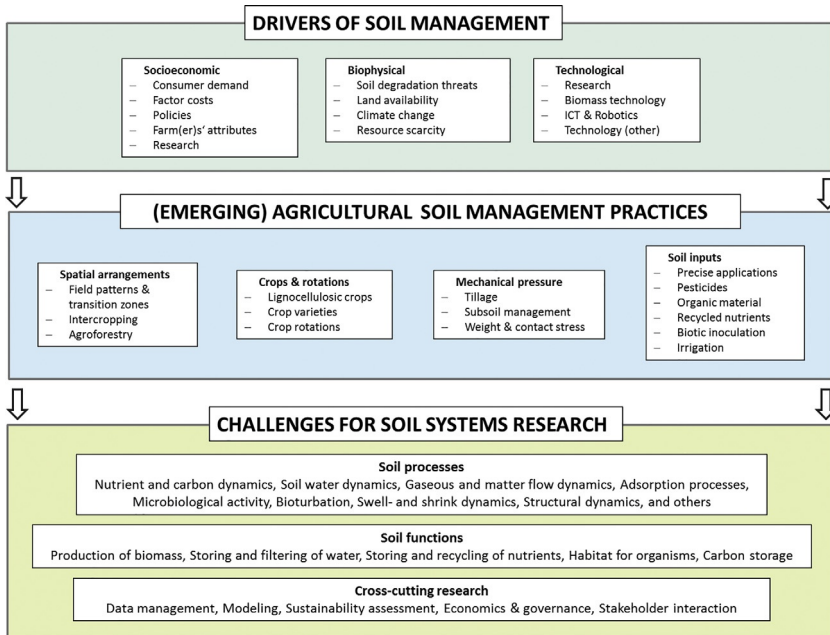 DRIVERS OF SOIL MANAGEMENT
Socioeconomic
– Consumer demand
– Factor costs
– Policies
– Farm(er)s‘ attributes
– Research
Biophysical
– Soil degradation threats
– Land availability
– Climate change
– Resource scarcity
Technological
– Research
– Biomass technology
– ICT & Robotics
– Technology (other)
(EMERGING) AGRICULTURAL SOIL MANAGEMENT PRACTICES
Spatial arrangements
– Field patterns &
transition zones
– Intercropping
– Agroforestry
Crops & rotations
– Lignocellulosic crops
– Crop varieties
– Crop rotations
Mechanical pressure
– Tillage
– Subsoil management
– Weight & contact stress
Soil inputs
– Precise applications
– Pesticides
– Organic material
– Recycled nutrients
– Biotic inoculation
– Irrigation
CHALLENGES FOR SOIL SYSTEMS RESEARCH
Soil processes
Nutrient and carbon dynamics, Soil water dynamics, Gaseous and matter flow dynamics, Adsorption processes,
Microbiological activity, Bioturbation, Swell- and shrink dynamics, Structural dynamics, and others
Soil functions
Production of biomass, Storing and filtering of water, Storing and recycling of nutrients, Habitat for organisms, Carbon storage
Cross-cutting research
Data management, Modeling, Sustainability assessment, Economics & governance, Stakeholder interaction